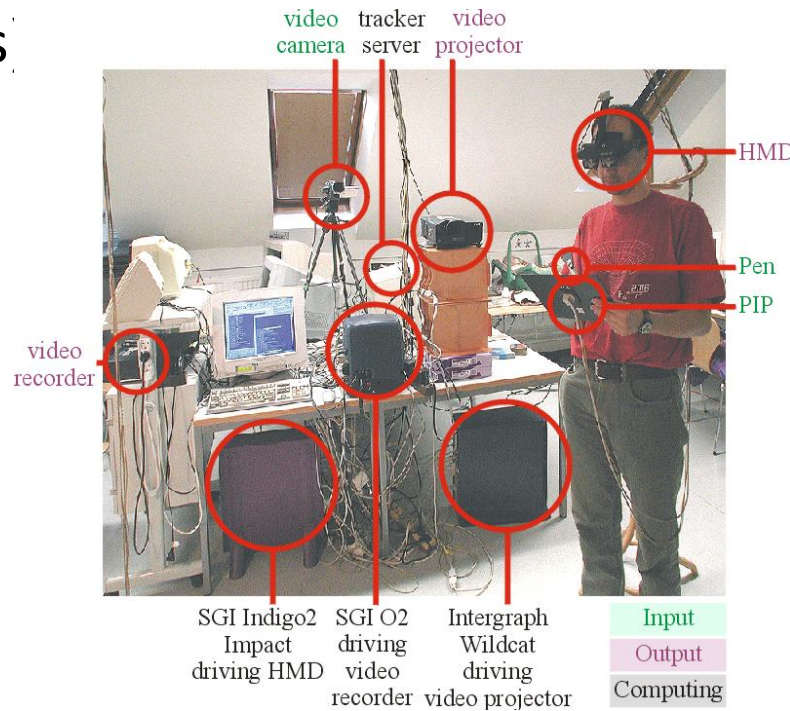 s)
video
camera
tracker
server
video
projector
HMD
Pen
PIP
video
recorder
SGI Indigo2
Impact
driving HMD
SGI O2
driving
video
recorder
Intergraph
Wildcat
driving
video projector
Input
Output
Computing